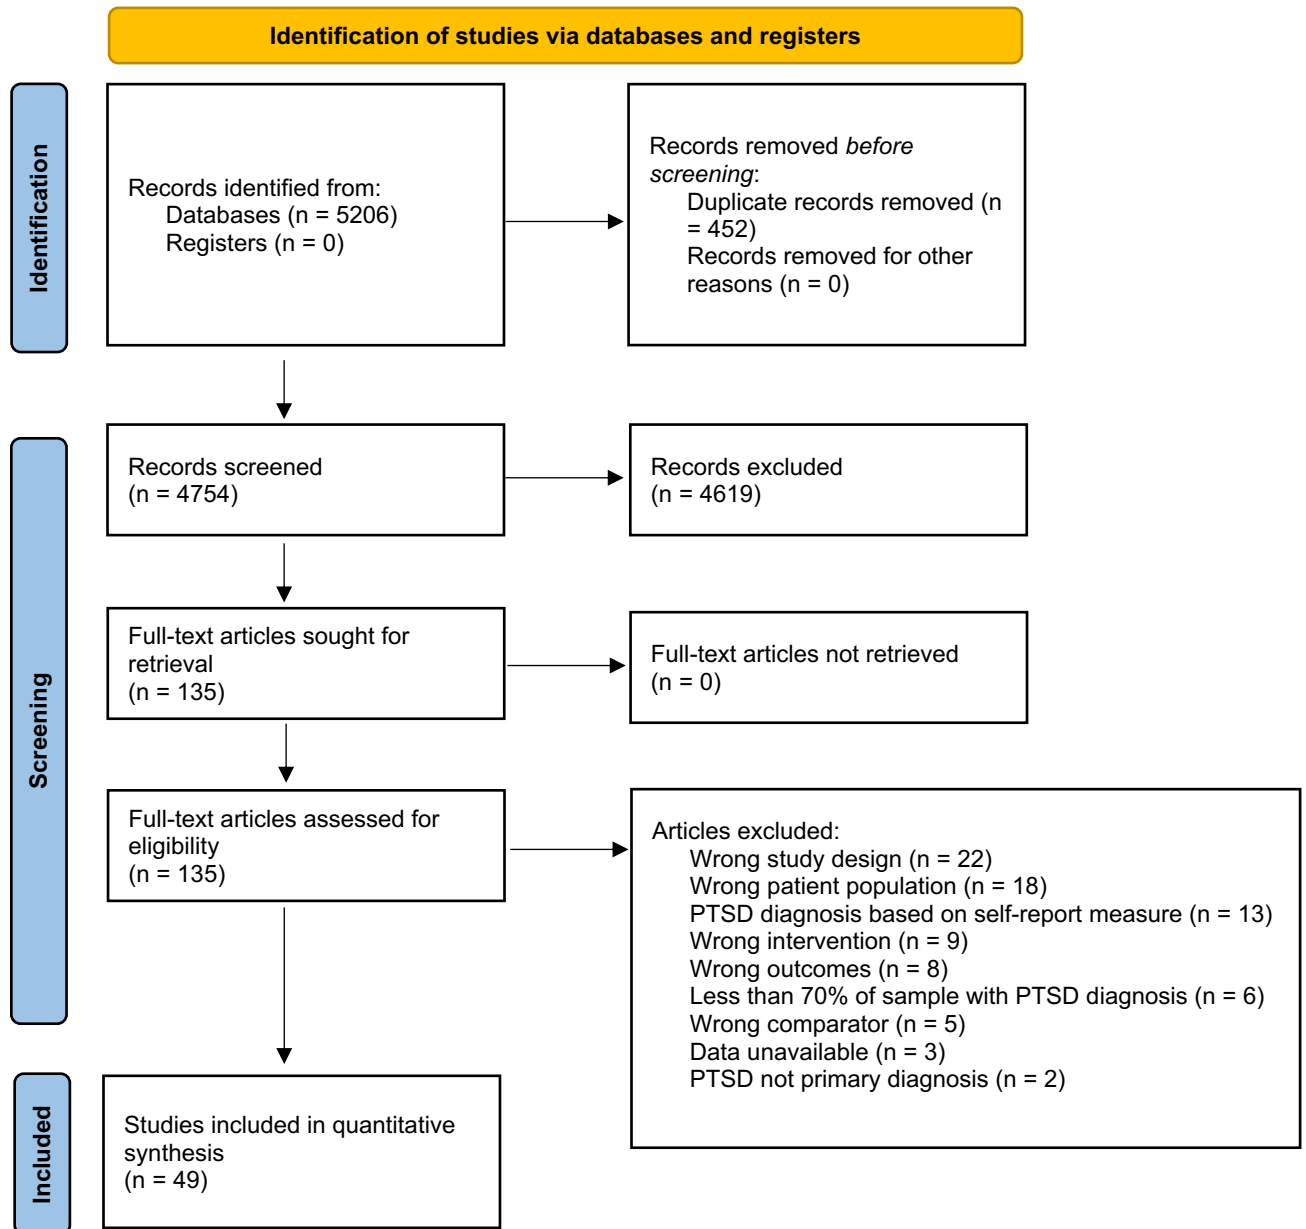 Identification of studies via databases and registers
Identification
Records identified from:
Databases (n = 5206)
Registers (n = 0)
Records removed before
screening:
Duplicate records removed (n
= 452)
Records removed for other
reasons (n = 0)
Screening
Records screened
(n = 4754)
Records excluded
(n = 4619)
Full-text articles sought for
retrieval
(n = 135)
Full-text articles not retrieved
(n = 0)
Full-text articles assessed for
eligibility
(n = 135)
Articles excluded:
Wrong study design (n = 22)
Wrong patient population (n = 18)
PTSD diagnosis based on self-report measure (n = 13)
Wrong intervention (n = 9)
Wrong outcomes (n = 8)
Less than 70% of sample with PTSD diagnosis (n = 6)
Wrong comparator (n = 5)
Data unavailable (n = 3)
PTSD not primary diagnosis (n = 2)
Included
Studies included in quantitative
synthesis
(n = 49)